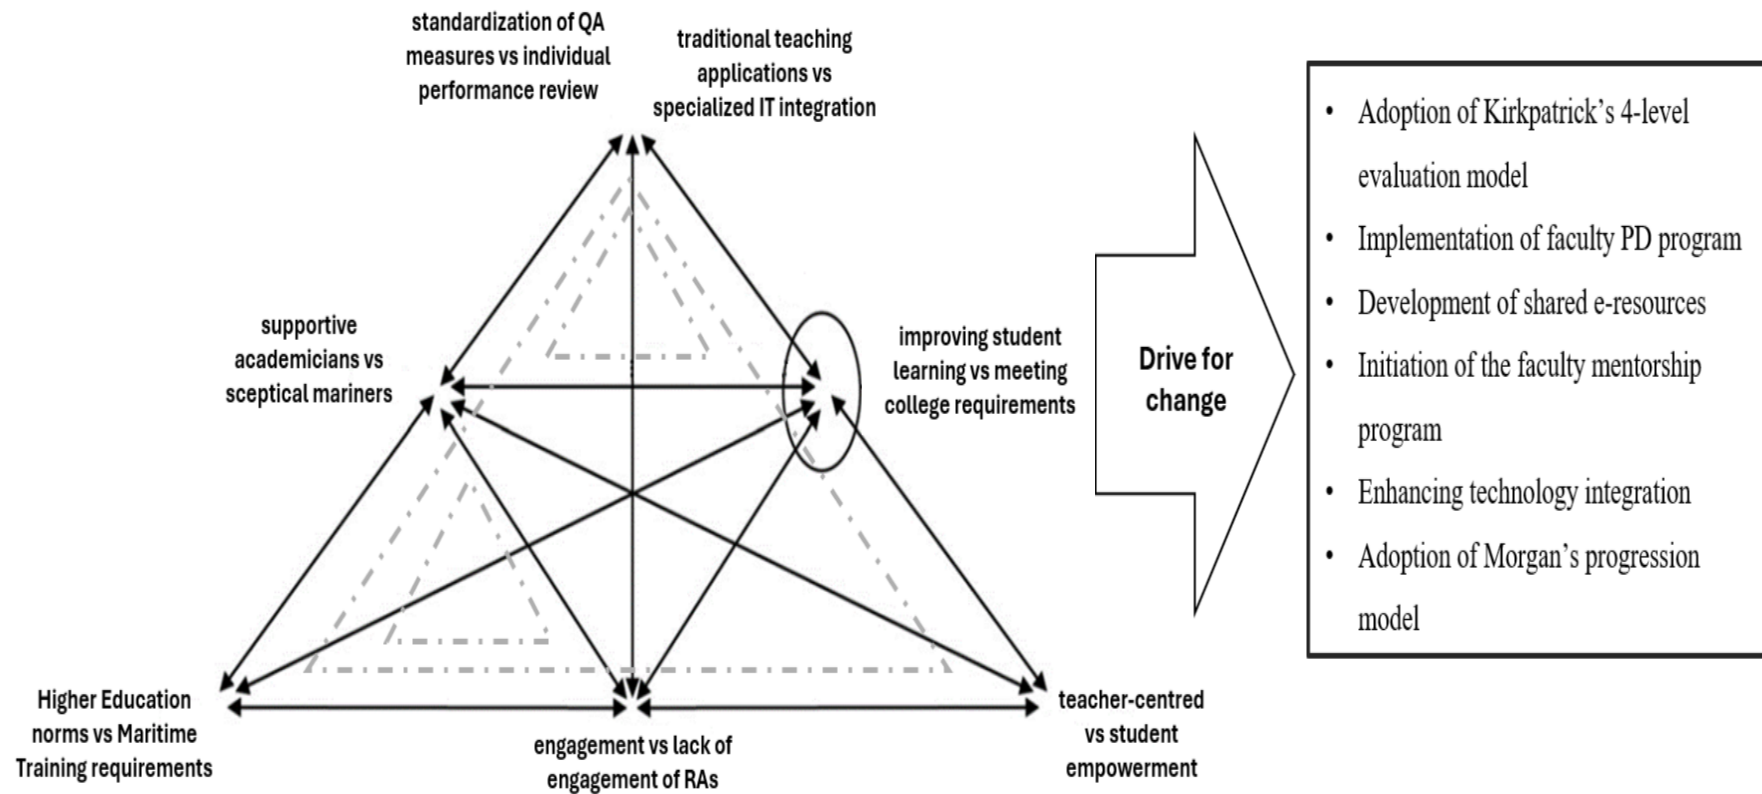 standardization of QA
measures vs individual
performance review
traditional teaching
applications vs
specialized IT integration
supportive
academicians vs
sceptical mariners
improving student
learning vs meeting
college requirements
Higher Education
norms vs Maritime
Training requirements
engagement vs lack of
engagement of RAs
teacher-centred
vs student
empowerment
Drive for
change
• Adoption of Kirkpatrick’s 4-level
evaluation model
• Implementation of faculty PD program
• Development of shared e-resources
• Initiation of the faculty mentorship
program
• Enhancing technology integration
• Adoption of Morgan’s progression
model